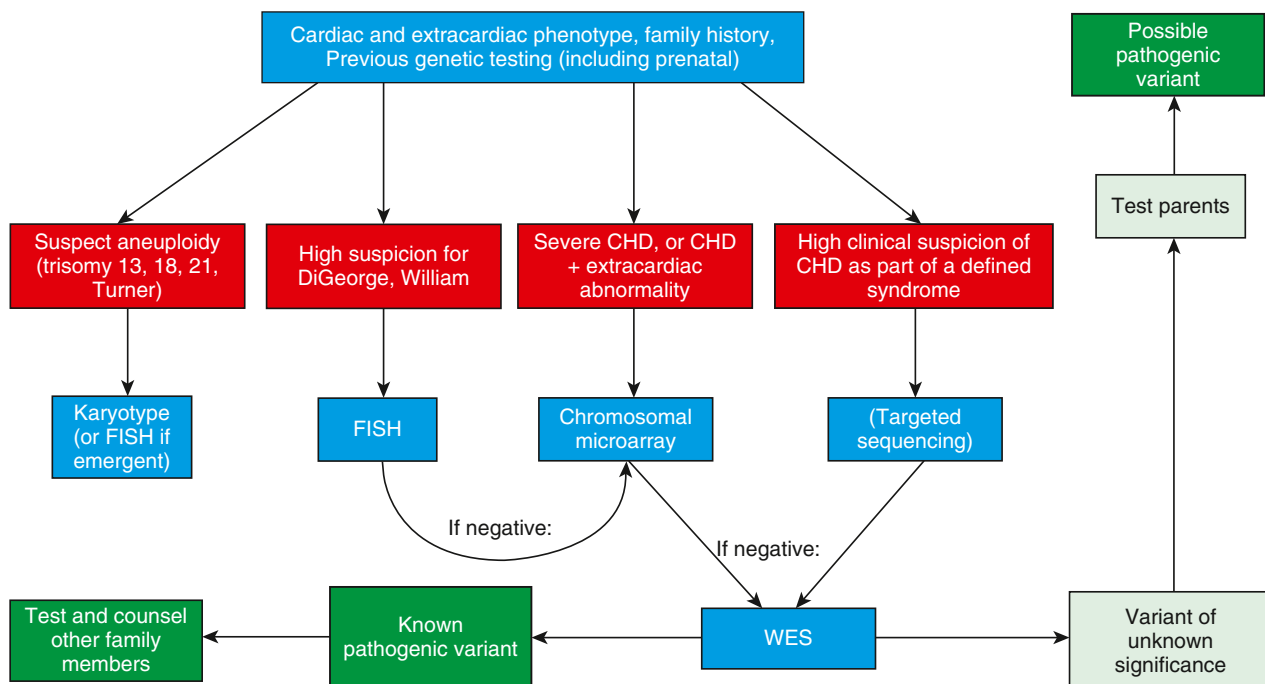 Cardiac and extracardiac phenotype, family history,
Previous genetic testing (including prenatal)
Possible
pathogenic
variant
Test parents
Suspect aneuploidy
(trisomy 13, 18, 21,
Turner)
High suspicion for
DiGeorge, William
Severe CHD, or CHD
+ extracardiac
abnormality
High clinical suspicion of
CHD as part of a defined
syndrome
Karyotype
(or FISH if
emergent)
FISH
Chromosomal
microarray
(Targeted
sequencing)
If negative:
If negative:
Test and counsel
other family
members
Known
pathogenic variant
WES
Variant of
unknown
significance